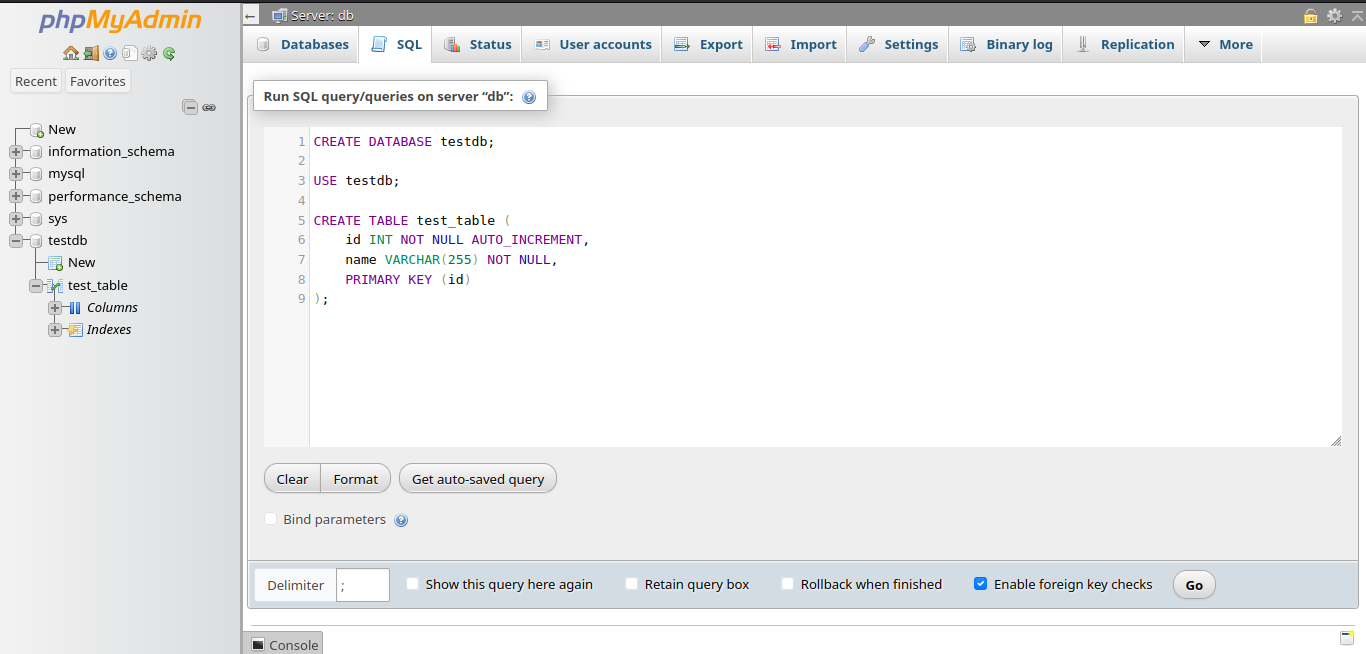 phpMyAdmin
Recent Favorites
New
information_schema
mysql
performance_schema
sys
testdb
New
test_table
Columns
Indexes
Server: db
Databases SQL Status User accounts Export Import Settings Binary log Replication More
Run SQL query/queries on server “db”:
1 CREATE DATABASE testdb;
2
3 USE testdb;
4
5 CREATE TABLE test_table (
6 id INT NOT NULL AUTO_INCREMENT,
7 name VARCHAR(255) NOT NULL,
8 PRIMARY KEY (id)
9 );
Clear Format Get auto-saved query
Bind parameters
Delimiter ; Show this query here again Retain query box Rollback when finished Enable foreign key checks Go
Console